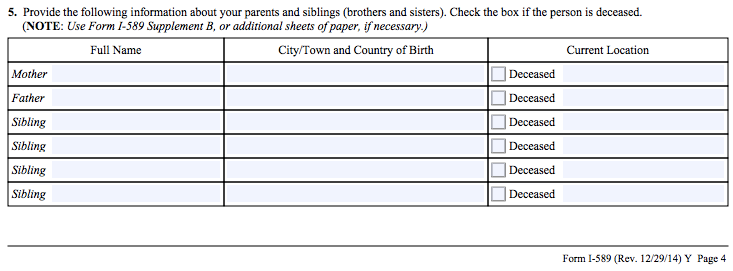 5. Provide the following information about your parents and siblings (brothers and sisters). Check the box if the person is deceased.
(NOTE: Use Form I-589 Supplement B, or additional sheets of paper, if necessary.)
Full Name City/Town and Country of Birth Current Location
Mother Deceased
Father Deceased
Sibling Deceased
Sibling Deceased
Sibling Deceased
Sibling Deceased
Form I-589 (Rev. 12/29/14) Y Page 4